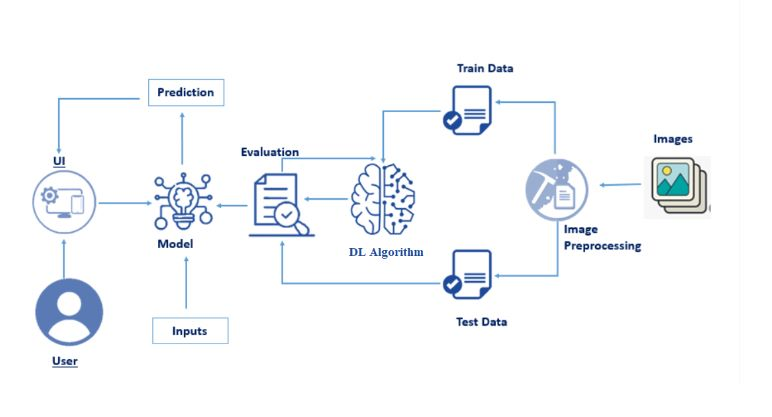 Train Data
Prediction
Images
Evaluation
UI
Image
Preprocessing
Model
DL Algorithm
Inputs
Test Data
User